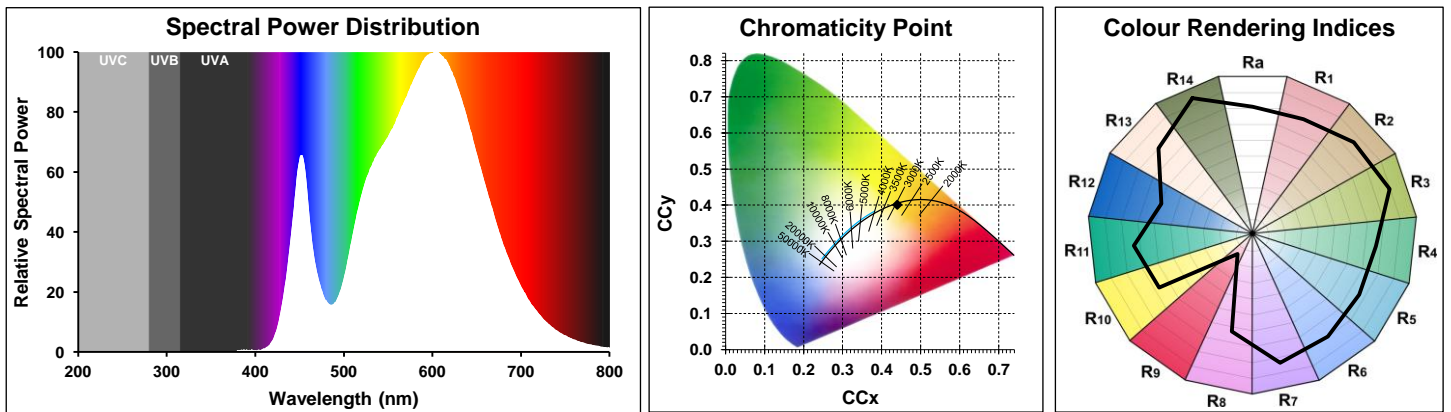 Spectral Power Distribution
UVC UVB UVA
100
80
60
40
20
0
Relative Spectral Power
200 300 400 500 600 700 800
Wavelength (nm)
Chromaticity Point
0.8
0.7
0.6
0.5
0.4
0.3
0.2
0.1
0.0
CCy
50000K
20000K
10000K
8000K
6000K
5000K
4000K
3500K
3000K
2500K
2000K
0.0 0.1 0.2 0.3 0.4 0.5 0.6 0.7
CCx
Colour Rendering Indices
Ra
R1
R2
R3
R4
R5
R6
R7
R8
R9
R10
R11
R12
R13
R14